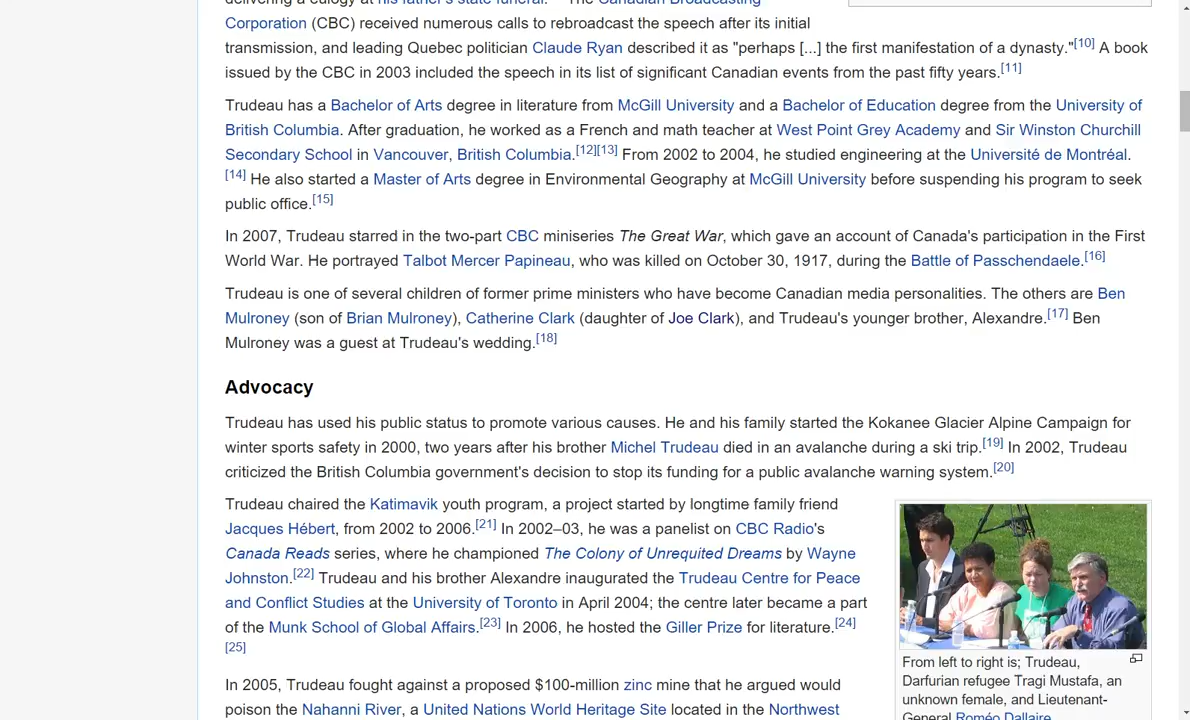 delivering a eulogy at his father's state funeral. The Canadian Broadcasting
Corporation (CBC) received numerous calls to rebroadcast the speech after its initial
transmission, and leading Quebec politician Claude Ryan described it as "perhaps [...] the first manifestation of a dynasty."[10] A book
issued by the CBC in 2003 included the speech in its list of significant Canadian events from the past fifty years.[11]
Trudeau has a Bachelor of Arts degree in literature from McGill University and a Bachelor of Education degree from the University of
British Columbia. After graduation, he worked as a French and math teacher at West Point Grey Academy and Sir Winston Churchill
Secondary School in Vancouver, British Columbia.[12][13] From 2002 to 2004, he studied engineering at the Université de Montréal.
[14] He also started a Master of Arts degree in Environmental Geography at McGill University before suspending his program to seek
public office.[15]
In 2007, Trudeau starred in the two-part CBC miniseries The Great War, which gave an account of Canada's participation in the First
World War. He portrayed Talbot Mercer Papineau, who was killed on October 30, 1917, during the Battle of Passchendaele.[16]
Trudeau is one of several children of former prime ministers who have become Canadian media personalities. The others are Ben
Mulroney (son of Brian Mulroney), Catherine Clark (daughter of Joe Clark), and Trudeau's younger brother, Alexandre.[17] Ben
Mulroney was a guest at Trudeau's wedding.[18]
Advocacy
Trudeau has used his public status to promote various causes. He and his family started the Kokanee Glacier Alpine Campaign for
winter sports safety in 2000, two years after his brother Michel Trudeau died in an avalanche during a ski trip.[19] In 2002, Trudeau
criticized the British Columbia government's decision to stop its funding for a public avalanche warning system.[20]
Trudeau chaired the Katimavik youth program, a project started by longtime family friend
Jacques Hébert, from 2002 to 2006.[21] In 2002–03, he was a panelist on CBC Radio's
Canada Reads series, where he championed The Colony of Unrequited Dreams by Wayne
Johnston.[22] Trudeau and his brother Alexandre inaugurated the Trudeau Centre for Peace
and Conflict Studies at the University of Toronto in April 2004; the centre later became a part
of the Munk School of Global Affairs.[23] In 2006, he hosted the Giller Prize for literature.[24]
[25]
In 2005, Trudeau fought against a proposed $100-million zinc mine that he argued would
poison the Nahanni River, a United Nations World Heritage Site located in the Northwest
From left to right is; Trudeau,
Darfurian refugee Tragi Mustafa, an
unknown female, and Lieutenant-
General Roméo Dallaire